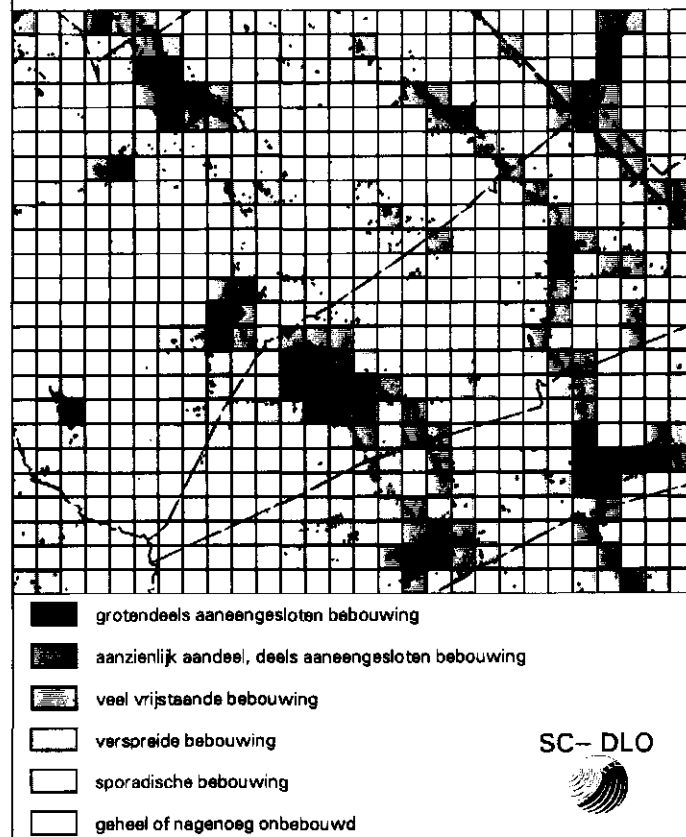 grotendeels aaneengesloten bebouwing
aanzienlijk aandeel, deels aaneengesloten bebouwing
veel vrijstaande bebouwing
verspreide bebouwing
sporadische bebouwing
geheel of nagenoeg onbebouwd
SC– DLO